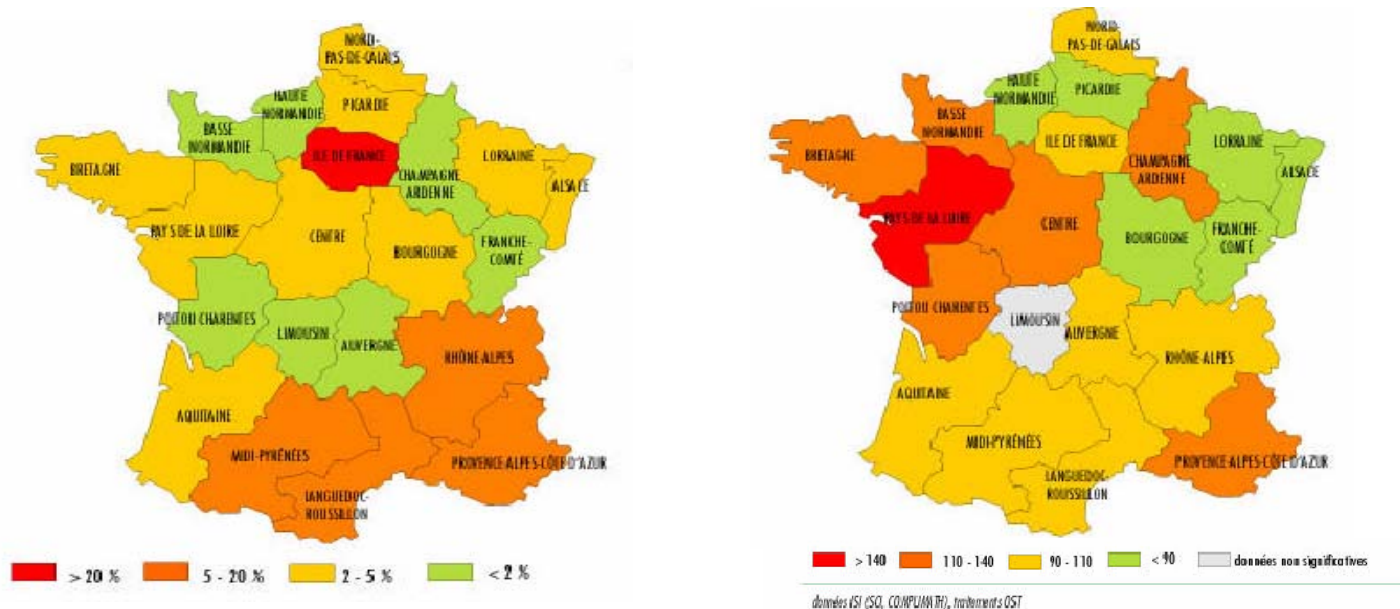 NORD-
PAS-DE-CALAIS
HAUTE
NORMANDIE
PICARDIE
BASSE
NORMANDIE
ILE DE FRANCE
LORRAINE
BRETAGNE
CHAMPAGNE
ARDENNE
ALSACE
PAYS DE LA LOIRE
CENTRE
BOURGOGNE
FRANCHE-
COMTÉ
POITOU CHARENTES
LIMOUSIN
AUVERGNE
RHÔNE-ALPES
AQUITAINE
MIDI-PYRÉNÉES
PROVENCE-ALPES-CÔTE-D'AZUR
LANGUEDOC-
ROUSSILLON
> 20 %
5 - 20 %
2 - 5 %
< 2 %
NORD-
PAS-DE-CALAIS
HAUTE
NORMANDIE
PICARDIE
BASSE
NORMANDIE
ILE DE FRANCE
LORRAINE
BRETAGNE
CHAMPAGNE
ARDENNE
ALSACE
PAYS DE LA LOIRE
CENTRE
BOURGOGNE
FRANCHE-
COMTÉ
POITOU CHARENTES
LIMOUSIN
AUVERGNE
RHÔNE-ALPES
AQUITAINE
MIDI-PYRÉNÉES
PROVENCE-ALPES-CÔTE-D'AZUR
LANGUEDOC-
ROUSSILLON
> 140
110 - 140
90 - 110
< 90
données non significatives
données ISI (SCI, COMPUMATH), traitements OST